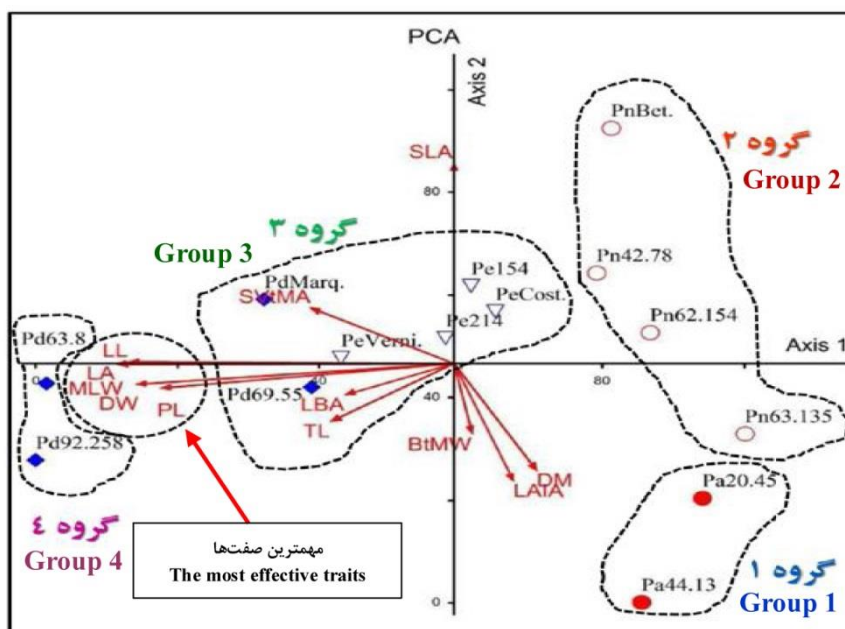 PCA
Axis 2
PnBet.
گروه ۲
Group 2
SLA
80
گروه ۳
Group 3
PdMarq.
Pe154
Pn42.78
SVtMA
PeCost.
Pn62.154
Pe214
Pd63.8
PeVerni.
LL
Axis 1
0
LA
40
80
MLW
Pd69.55
DW
PL
LBA
40
TL
Pn63.135
Pd92.258
BtMW
DM
LATA
Pa20.45
گروه ٤
Group 4
مهمترین صفت‌ها
The most effective traits
گروه ۱
Group 1
Pa44.13
0